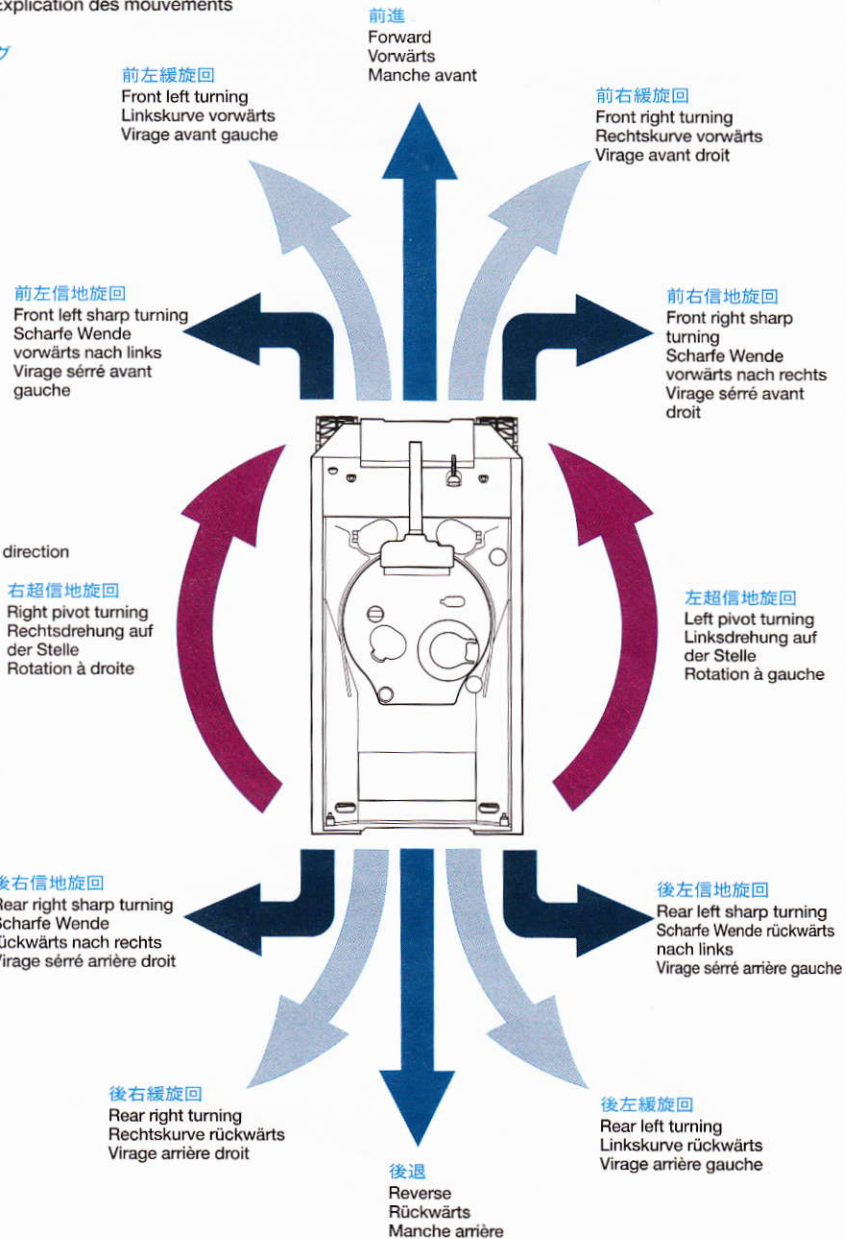 Explication des mouvements
グ
前進
Forward
Vorwärts
Manche avant
前左緩旋回
Front left turning
Linkskurve vorwärts
Virage avant gauche
前右緩旋回
Front right turning
Rechtskurve vorwärts
Virage avant droit
前左信地旋回
Front left sharp turning
Scharfe Wende
vorwärts nach links
Virage sérré avant
gauche
前右信地旋回
Front right sharp
turning
Scharfe Wende
vorwärts nach rechts
Virage sérré avant
droit
direction
右超信地旋回
Right pivot turning
Rechtsdrehung auf
der Stelle
Rotation à droite
左超信地旋回
Left pivot turning
Linksdrehung auf
der Stelle
Rotation à gauche
後右信地旋回
Rear right sharp turning
Scharfe Wende
rückwärts nach rechts
Virage sérré arrière droit
後左信地旋回
Rear left sharp turning
Scharfe Wende rückwärts
nach links
Virage sérré arrière gauche
後右緩旋回
Rear right turning
Rechtskurve rückwärts
Virage arrière droit
後左緩旋回
Rear left turning
Linkskurve rückwärts
Virage arrière gauche
後退
Reverse
Rückwärts
Manche arrière